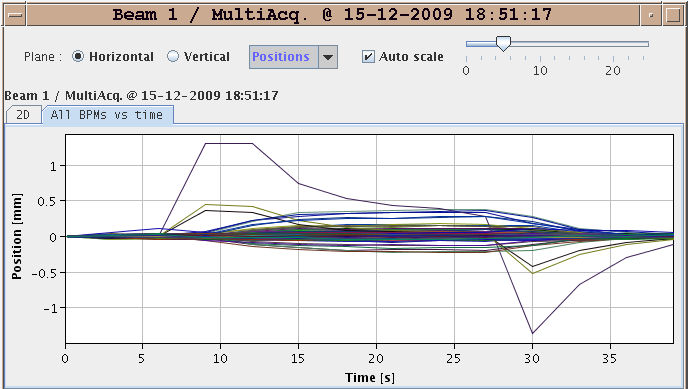 Beam 1 / MultiAcq. @ 15-12-2009 18:51:17
Plane : Horizontal Vertical Positions Auto scale
0 10 20
Beam 1 / MultiAcq. @ 15-12-2009 18:51:17
2D All BPMs vs time
Position [mm]
1
0.5
0
-0.5
-1
0 5 10 15 20 25 30 35
Time [s]